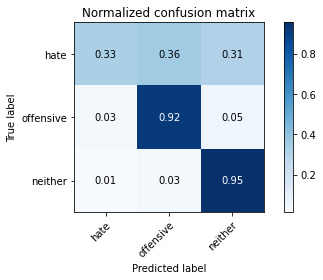 Normalized confusion matrix
hate 0.33 0.36 0.31
offensive 0.03 0.92 0.05
neither 0.01 0.03 0.95
hate offensive neither
True label
Predicted label
0.8
0.6
0.4
0.2